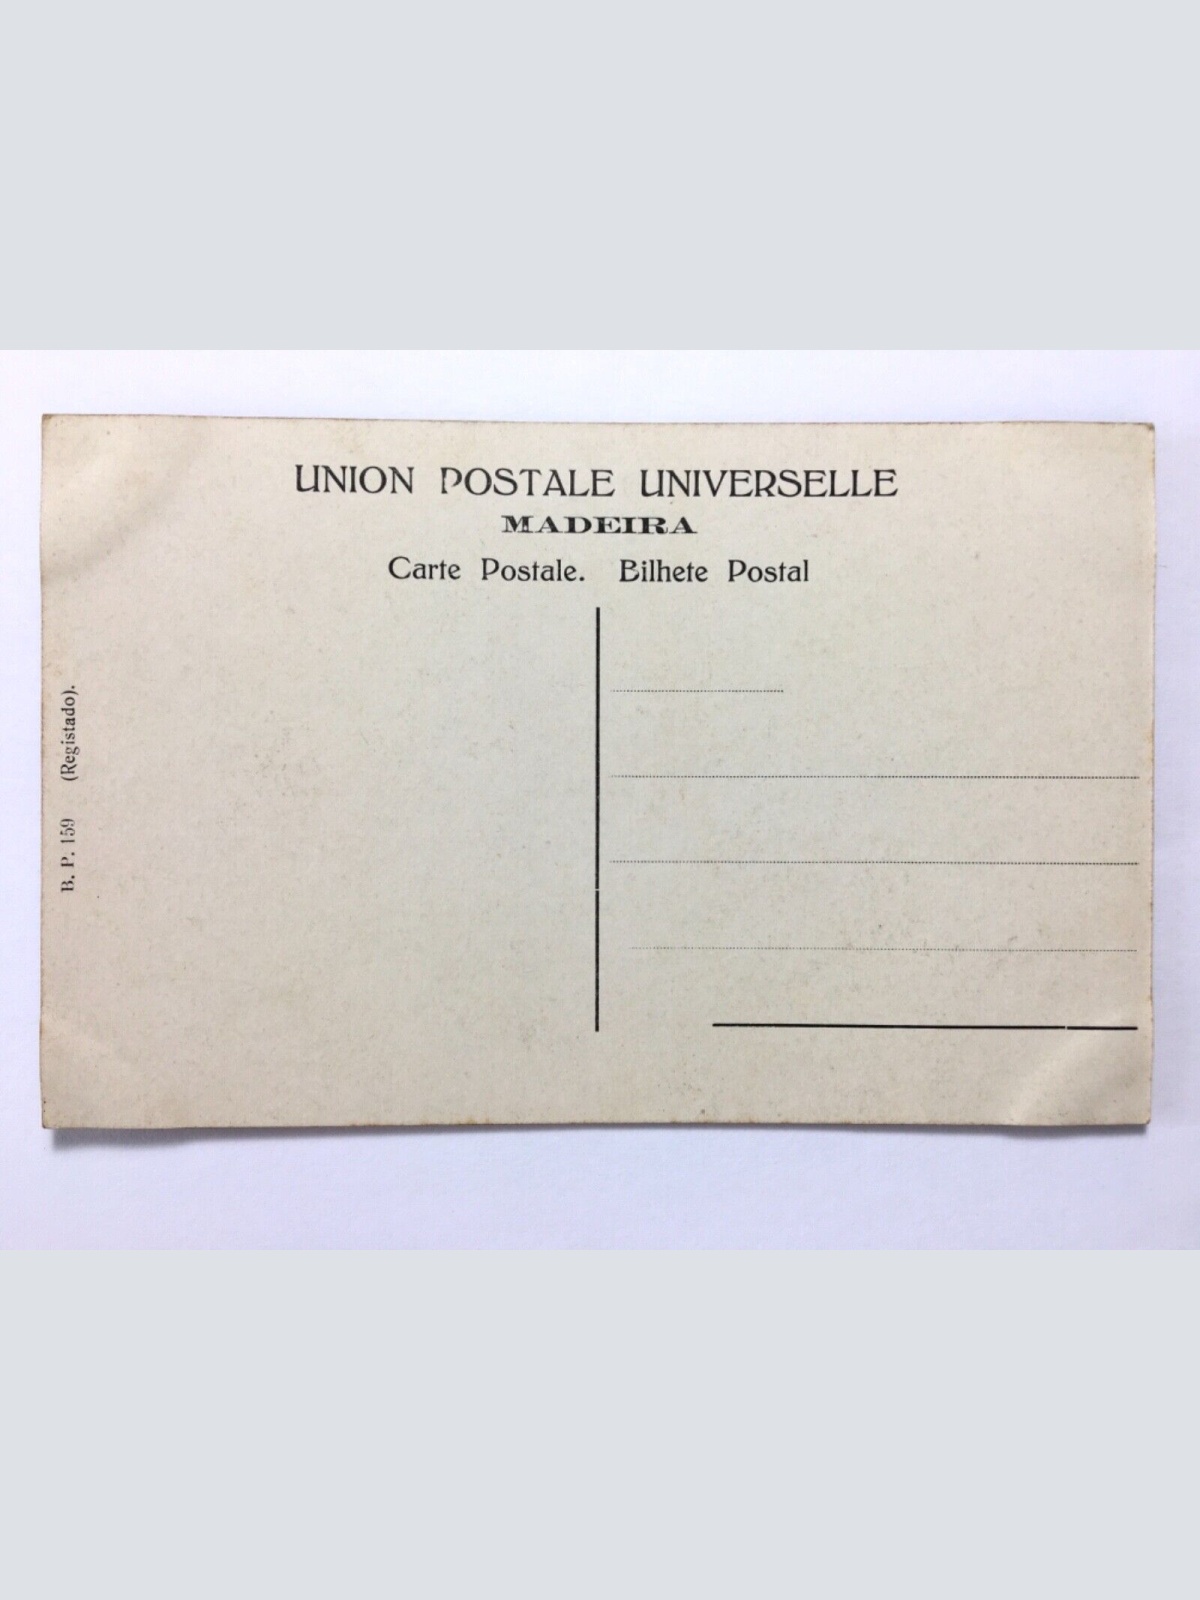 UNION POSTALE UNIVERSELLE
MADEIRA
Carte Postale. Bilhete Postal
B. P. 159 (Registado).